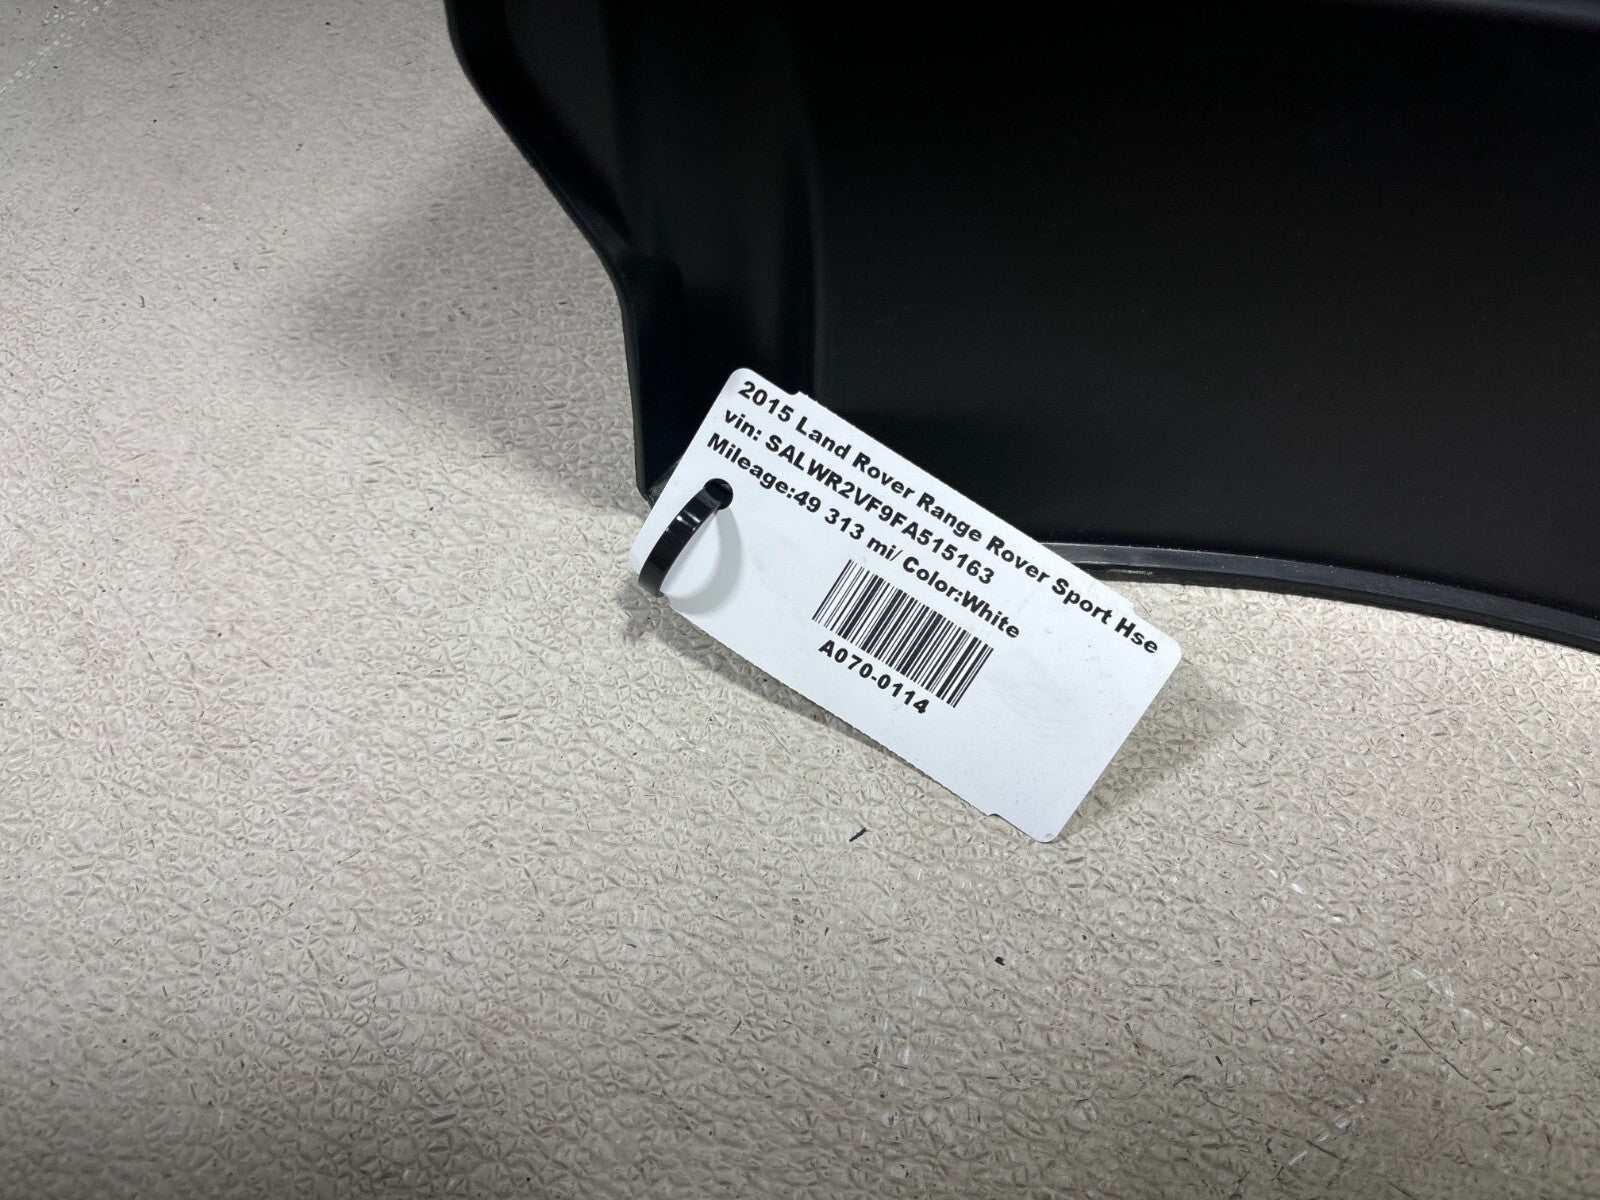 2015 Land Rover Range Rover Sport Hse
vin: SALWR2VF9FA515163
Mileage:49 313 mi/ Color:White
A070-0114